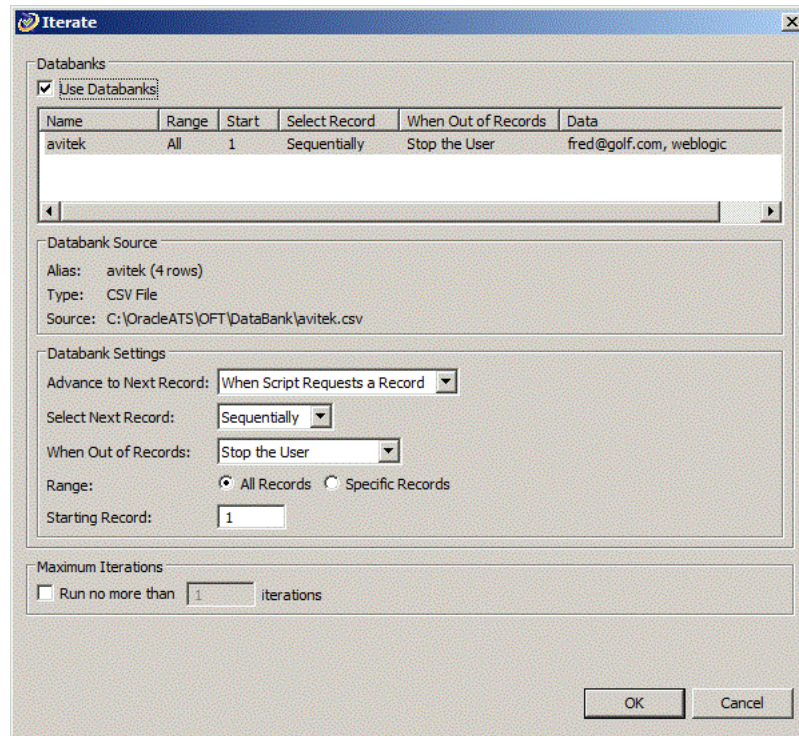 Iterate
Databanks
Use Databanks
Name Range Start Select Record When Out of Records Data
avitek All 1 Sequentially Stop the User fred@golf.com, weblogic
Databank Source
Alias: avitek (4 rows)
Type: CSV File
Source: C:\OracleATS\OFT\DataBank\avitek.csv
Databank Settings
Advance to Next Record: When Script Requests a Record
Select Next Record: Sequentially
When Out of Records: Stop the User
Range: All Records Specific Records
Starting Record: 1
Maximum Iterations
Run no more than 1 iterations
OK Cancel